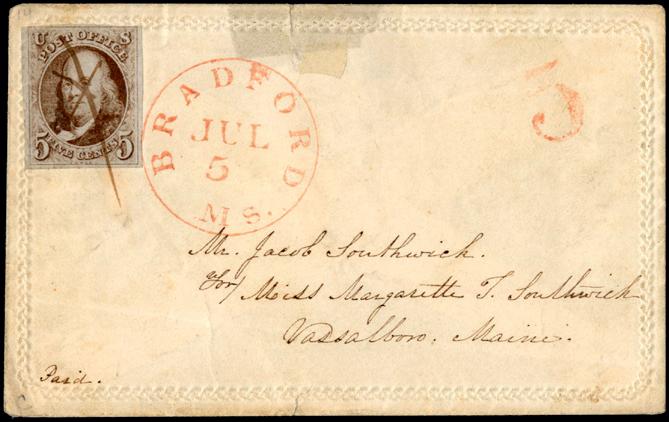 U S
POST OFFICE
5 FIVE CENTS 5
BRADFORD
JUL
5
MS.
5
Mr. Jacob Southwick.
For/ Miss Margarette T. Southwick
Vassalboro, Maine.
Paid.